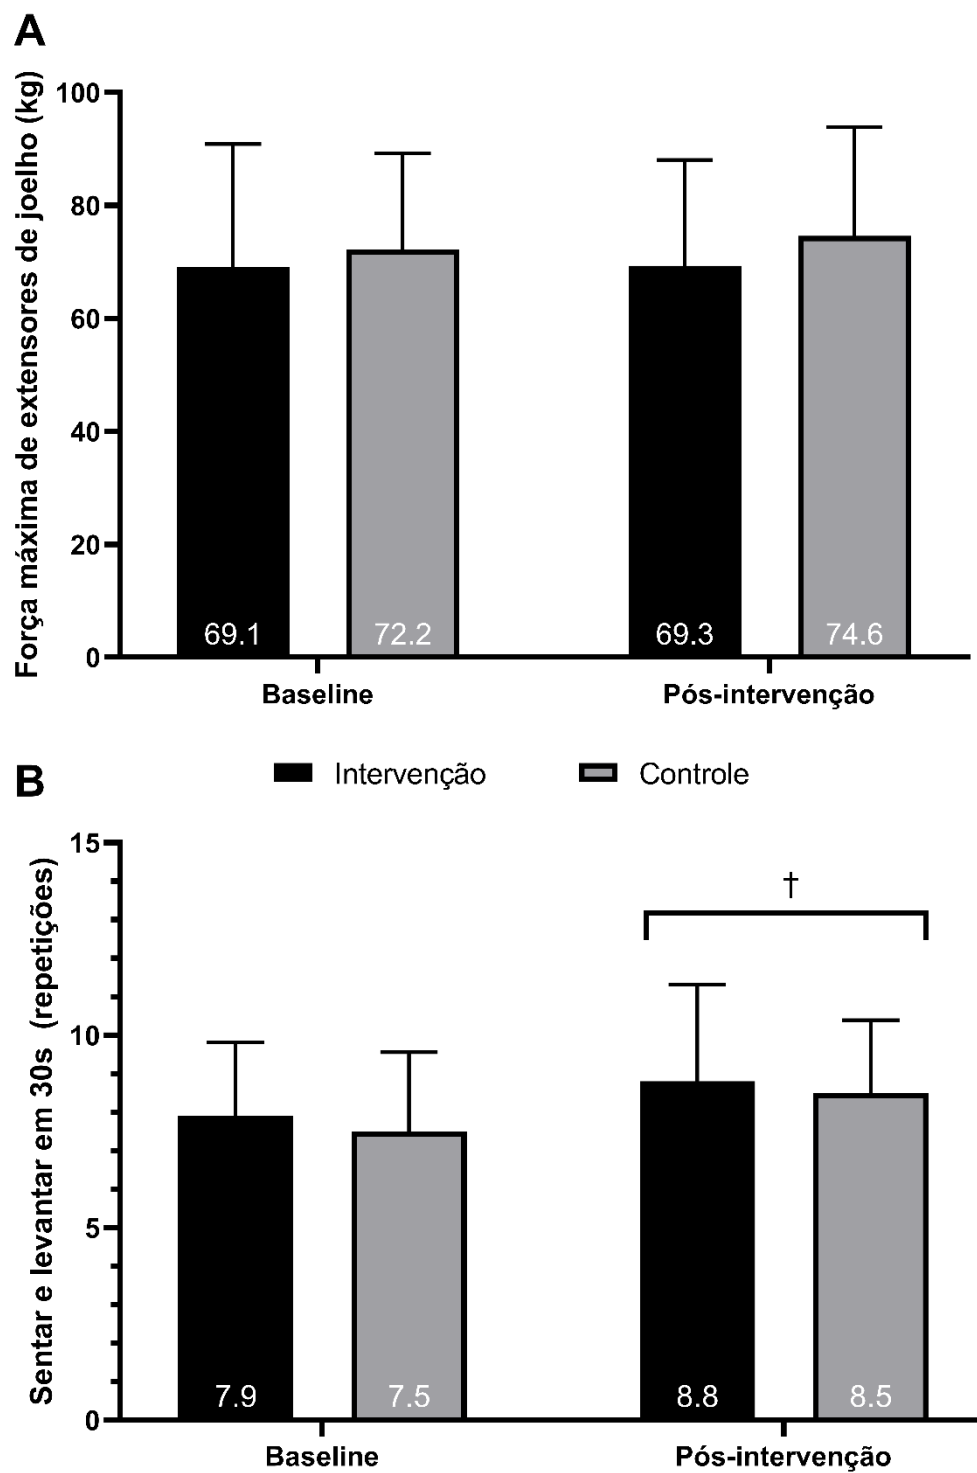 A
Força máxima de extensores de joelho (kg)
100
80
60
40
20
0
69.1
72.2
69.3
74.6
Baseline
Pós-intervenção
Intervenção
Controle
B
Sentar e levantar em 30s (repetições)
15
10
5
0
†
7.9
7.5
8.8
8.5
Baseline
Pós-intervenção